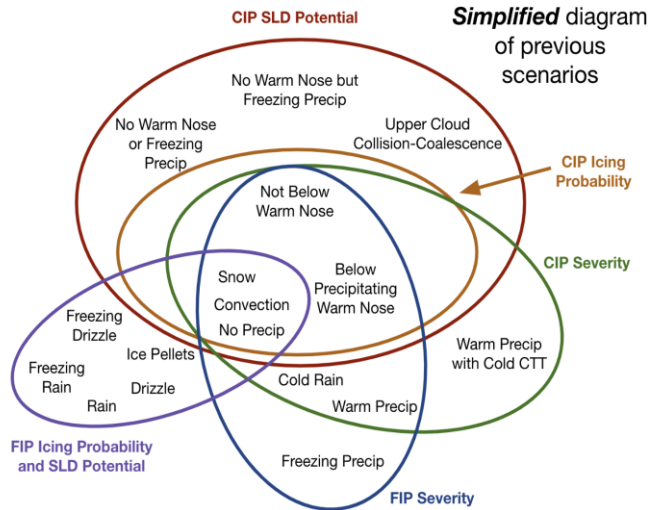 CIP SLD Potential
Simplified diagram
of previous
scenarios
No Warm Nose but
Freezing Precip
No Warm Nose
or Freezing
Precip
Upper Cloud
Collision-Coalescence
CIP Icing
Probability
Not Below
Warm Nose
CIP Severity
Snow
Convection
No Precip
Below
Precipitating
Warm Nose
Freezing
Drizzle
Ice Pellets
Freezing
Rain
Drizzle
Rain
Warm Precip
with Cold CTT
Cold Rain
Warm Precip
FIP Icing Probability
and SLD Potential
Freezing Precip
FIP Severity